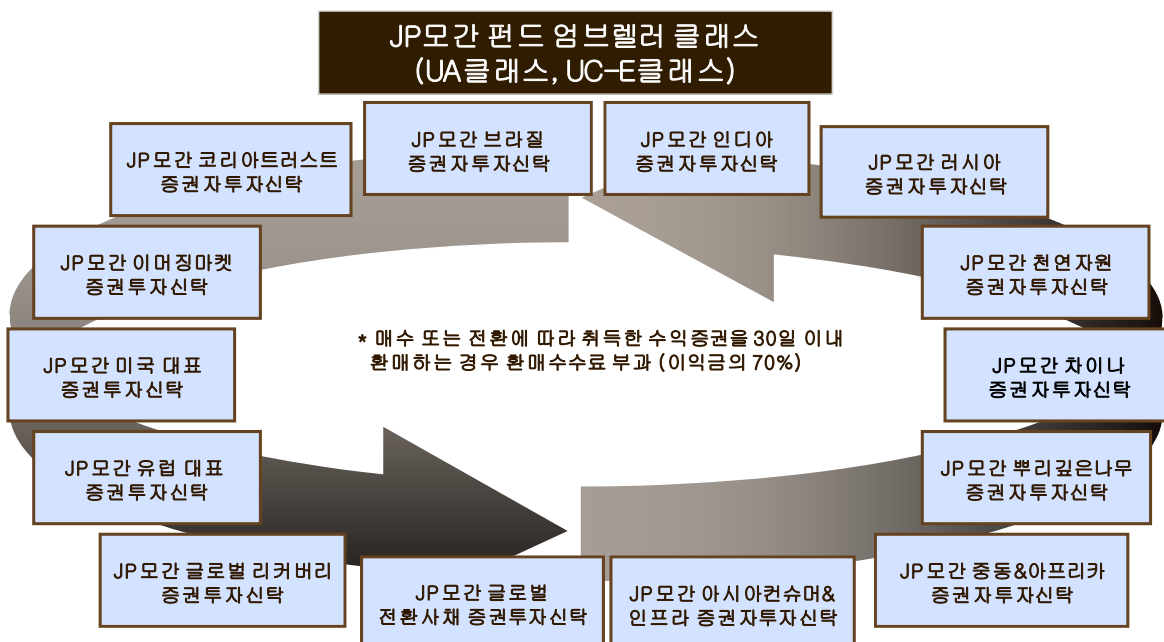 JP모간 펀드 엄브렐러 클래스
(UA클래스, UC-E클래스)
JP모간 브라질
증권자투자신탁
JP모간 인디아
증권자투자신탁
JP모간 코리아트러스트
증권자투자신탁
JP모간 러시아
증권자투자신탁
JP모간 이머징마켓
증권투자신탁
JP모간 천연자원
증권자투자신탁
* 매수 또는 전환에 따라 취득한 수익증권을 30일 이내
환매하는 경우 환매수수료 부과 (이익금의 70%)
JP모간 미국 대표
증권투자신탁
JP모간 차이나
증권자투자신탁
JP모간 유럽 대표
증권투자신탁
JP모간 뿌리깊은나무
증권자투자신탁
JP모간 글로벌 리커버리
증권투자신탁
JP모간 글로벌
전환사채 증권투자신탁
JP모간 아시아컨슈머&
인프라 증권자투자신탁
JP모간 중동&아프리카
증권자투자신탁